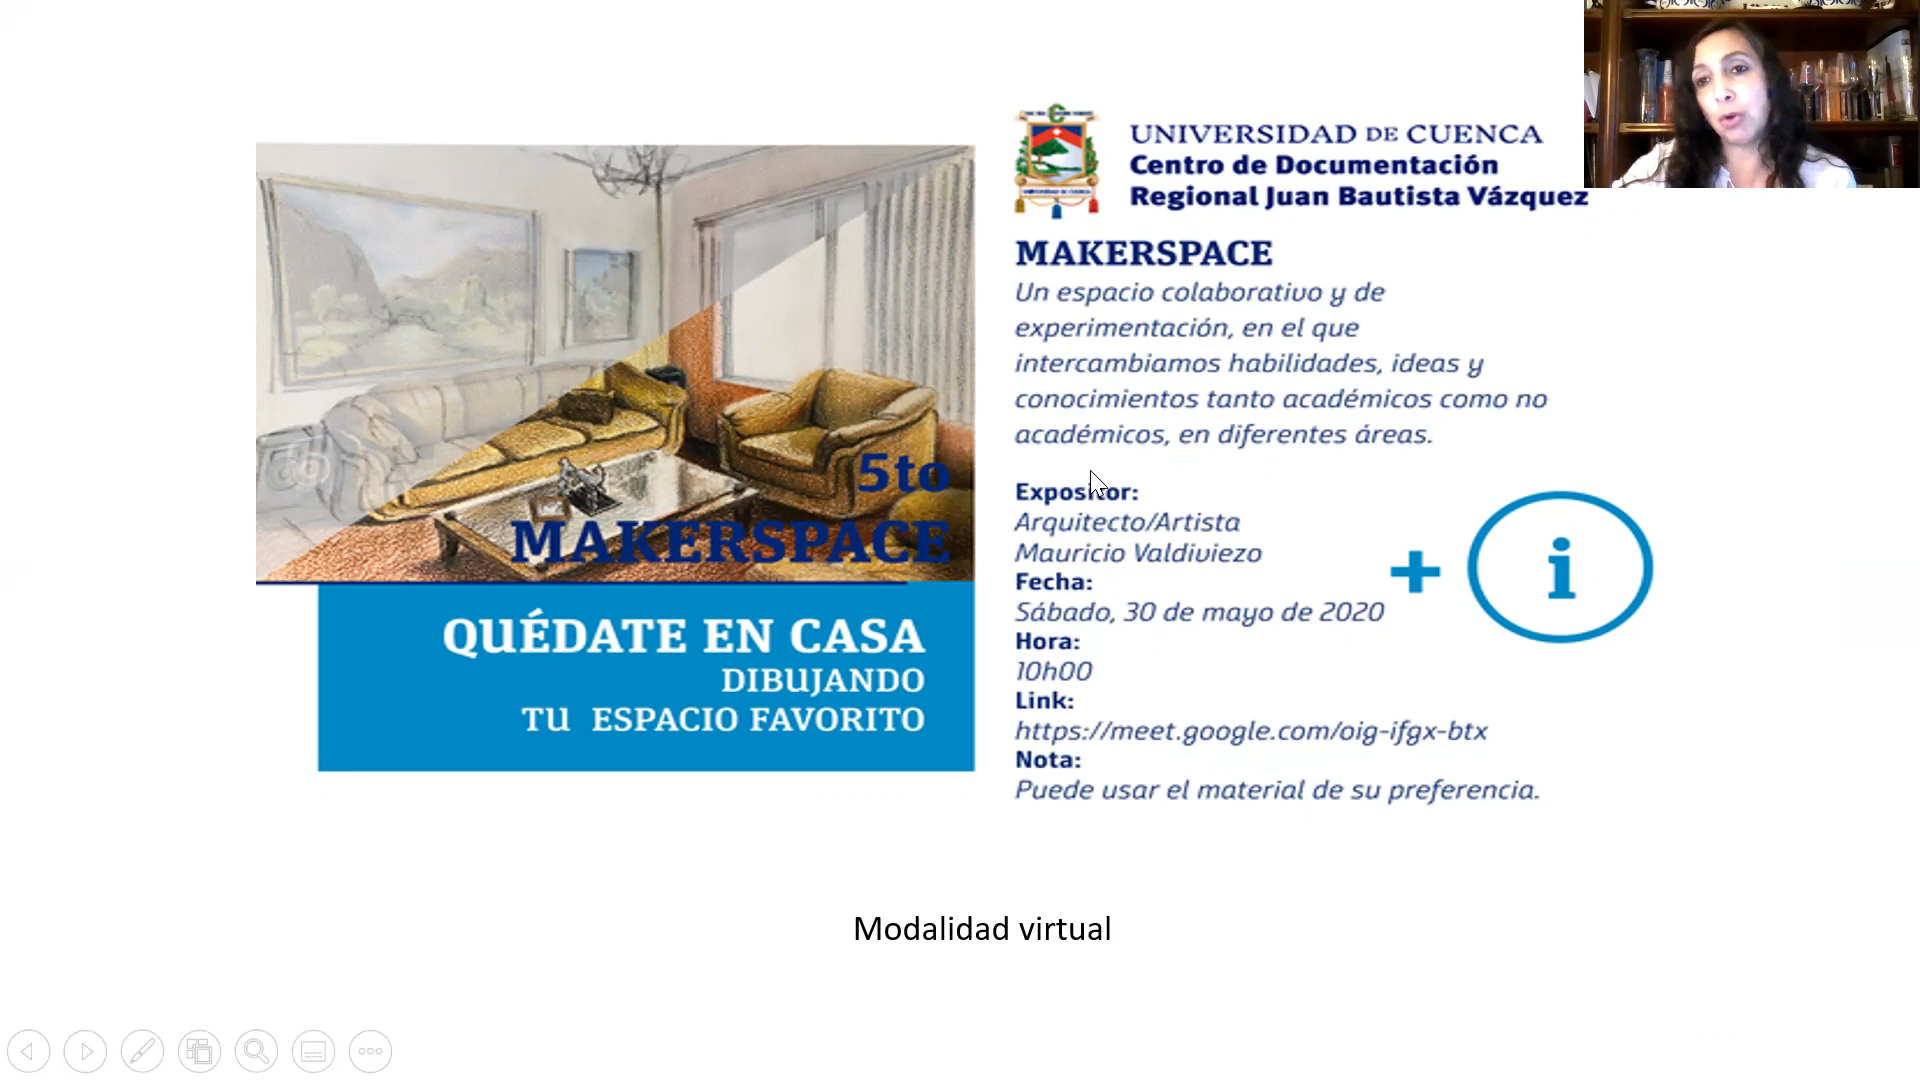 UNIVERSIDAD DE CUENCA
Centro de Documentación
Regional Juan Bautista Vázquez
MAKERSPACE
Un espacio colaborativo y de
experimentación, en el que
intercambiamos habilidades, ideas y
conocimientos tanto académicos como no
académicos, en diferentes áreas.
5to
MAKERSPACE
QUÉDATE EN CASA
DIBUJANDO
TU ESPACIO FAVORITO
Expositor:
Arquitecto/Artista
Mauricio Valdiviezo
Fecha:
Sábado, 30 de mayo de 2020
Hora:
10h00
Link:
https://meet.google.com/oig-ifgx-btx
Nota:
Puede usar el material de su preferencia.
+ i
Modalidad virtual